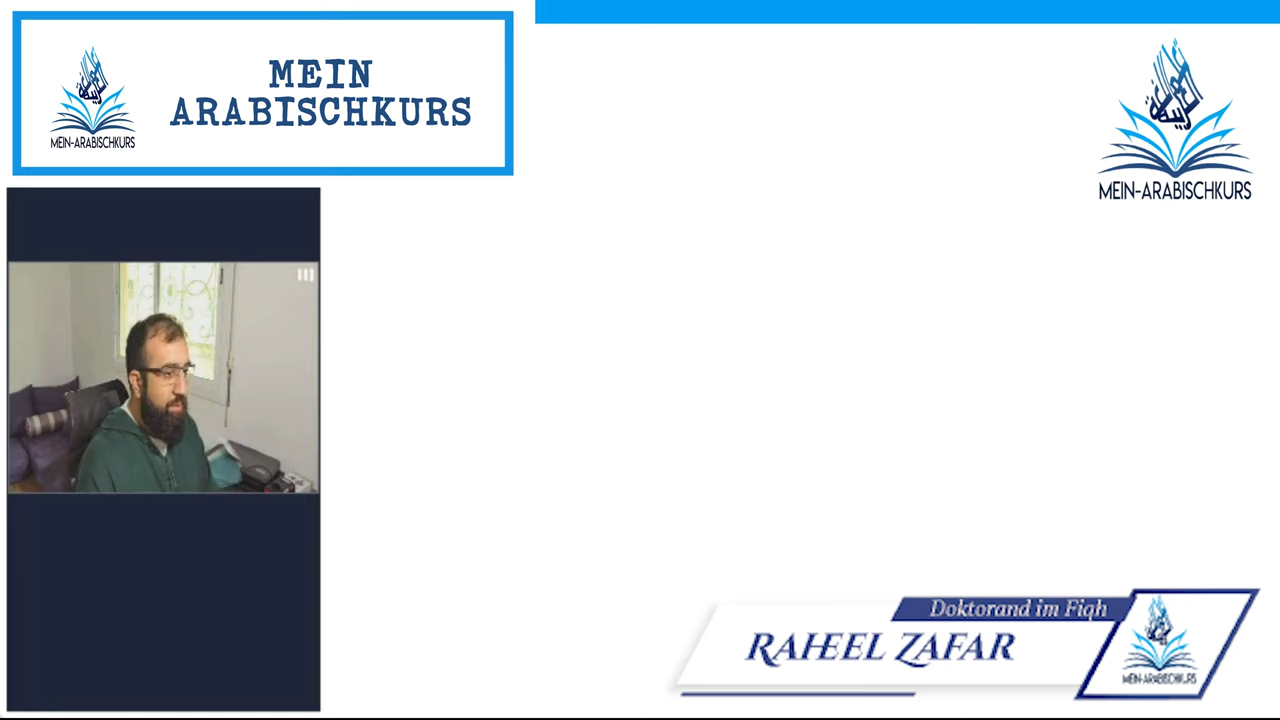 MEIN
ARABISCHKURS
MEIN-ARABISCHKURS
MEIN-ARABISCHKURS
Doktorand im Fiqh
RAHEEL ZAFAR
MEIN-ARABISCHKURS